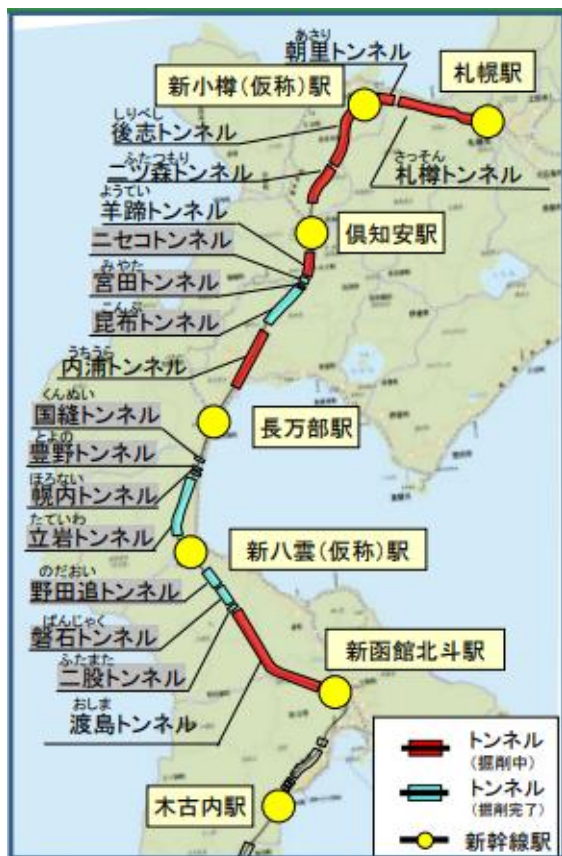 あさり
朝里トンネル
札幌駅
新小樽(仮称)駅
しりべし
後志トンネル
ふたつもり
二ツ森トンネル
さっそん
札樽トンネル
ようてい
羊蹄トンネル
倶知安駅
ニセコトンネル
みやた
宮田トンネル
こんぶ
昆布トンネル
うちうら
内浦トンネル
くんぬい
国縫トンネル
長万部駅
とよの
豊野トンネル
ほろない
幌内トンネル
たていわ
立岩トンネル
新八雲(仮称)駅
のだおい
野田追トンネル
ばんじゃく
磐石トンネル
ふたまた
二股トンネル
新函館北斗駅
おしま
渡島トンネル
木古内駅
トンネル
(掘削中)
トンネル
(掘削完了)
新幹線駅